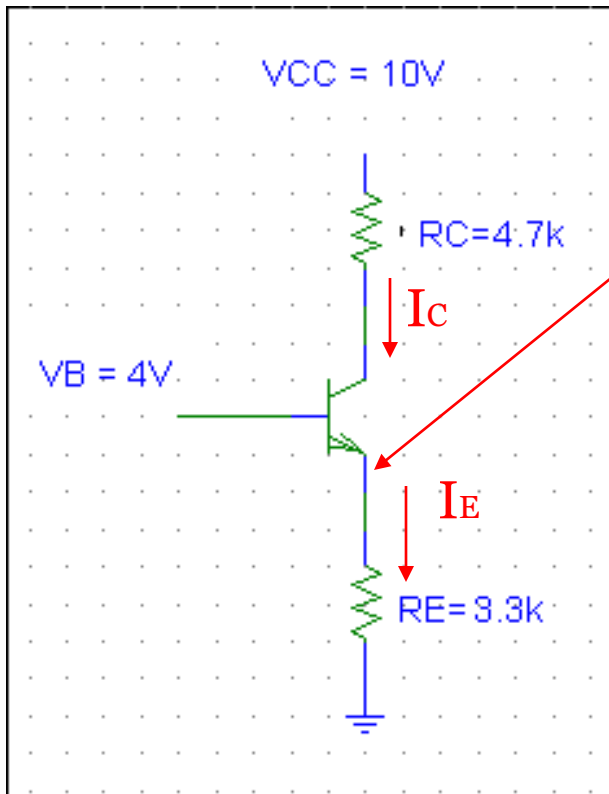 VCC = 10V
RC=4.7k
IC
VB = 4V
IE
RE= 3.3k